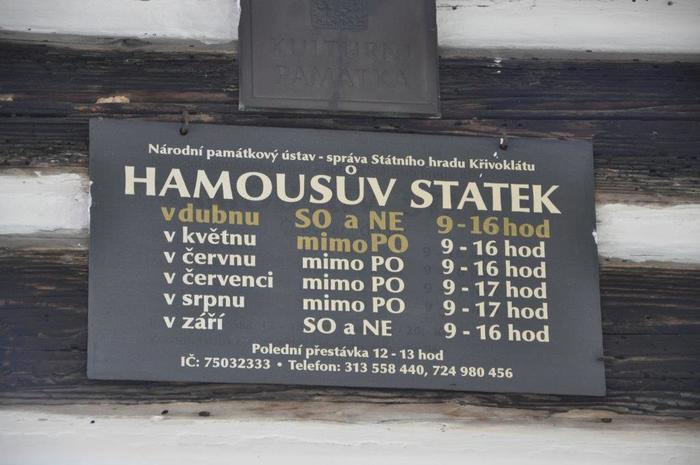 KULTURNÍ
PAMÁTKA
Národní památkový ústav - správa Státního hradu Křivoklátu
HAMOUSŮV STATEK
v dubnu SO a NE 9 - 16 hod
v květnu mimo PO 9 - 16 hod
v červnu mimo PO 9 - 16 hod
v červenci mimo PO 9 - 17 hod
v srpnu mimo PO 9 - 17 hod
v září SO a NE 9 - 16 hod
Polední přestávka 12 - 13 hod
IČ: 75032333 • Telefon: 313 558 440, 724 980 456